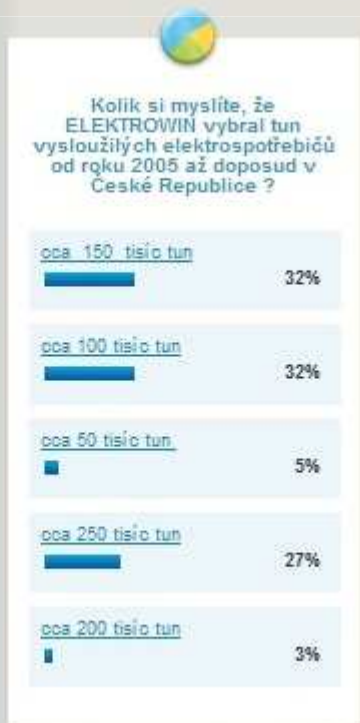 Kolik si myslíte, že
ELEKTROWIN vybral tun
vysloužilých elektrospotřebičů
od roku 2005 až doposud v
České Republice ?
cca 150 tisíc tun
32%
cca 100 tisíc tun
32%
cca 50 tisíc tun
5%
cca 250 tisíc tun
27%
cca 200 tisíc tun
3%